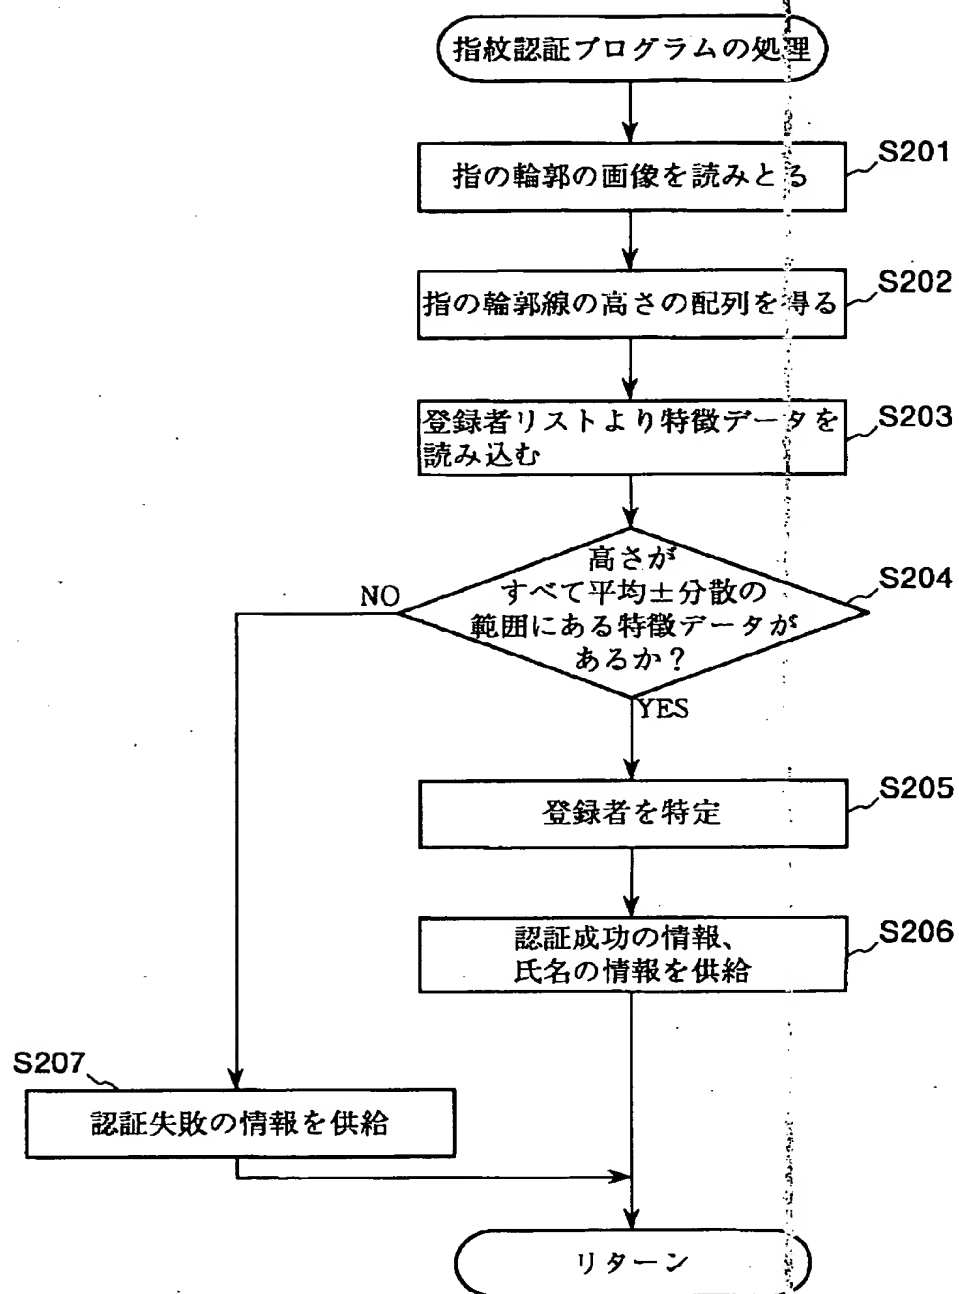 指紋認証プログラムの処理
S201
指の輪郭の画像を読みとる
S202
指の輪郭線の高さの配列を得る
S203
登録者リストより特徴データを
読み込む
S204
高さが
すべて平均±分散の
範囲にある特徴データが
あるか?
NO
YES
S205
登録者を特定
S206
認証成功の情報、
氏名の情報を供給
S207
認証失敗の情報を供給
リターン